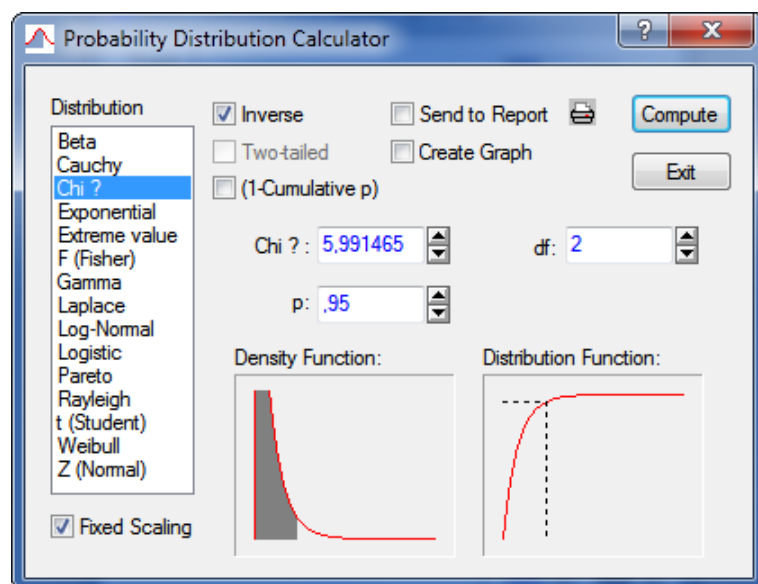 Probability Distribution Calculator
?
X
Distribution
Beta
Cauchy
Chi ?
Exponential
Extreme value
F (Fisher)
Gamma
Laplace
Log-Normal
Logistic
Pareto
Rayleigh
t (Student)
Weibull
Z (Normal)
Fixed Scaling
Inverse
Two-tailed
(1-Cumulative p)
Send to Report
Create Graph
Compute
Exit
Chi ? : 5,991465
df: 2
p: ,95
Density Function:
Distribution Function: